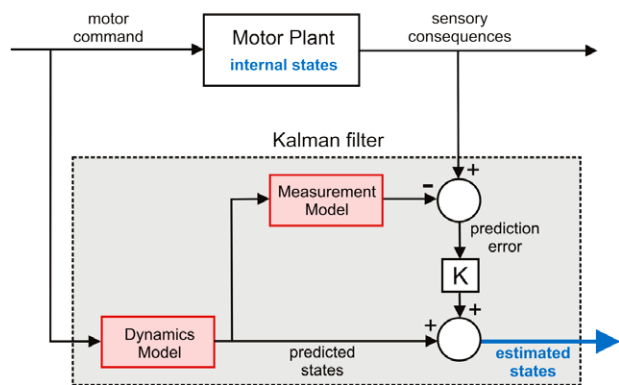 motor
command
Motor Plant
internal states
sensory
consequences
Kalman filter
+
Measurement
Model
-
prediction
error
K
+
+
Dynamics
Model
predicted
states
estimated
states